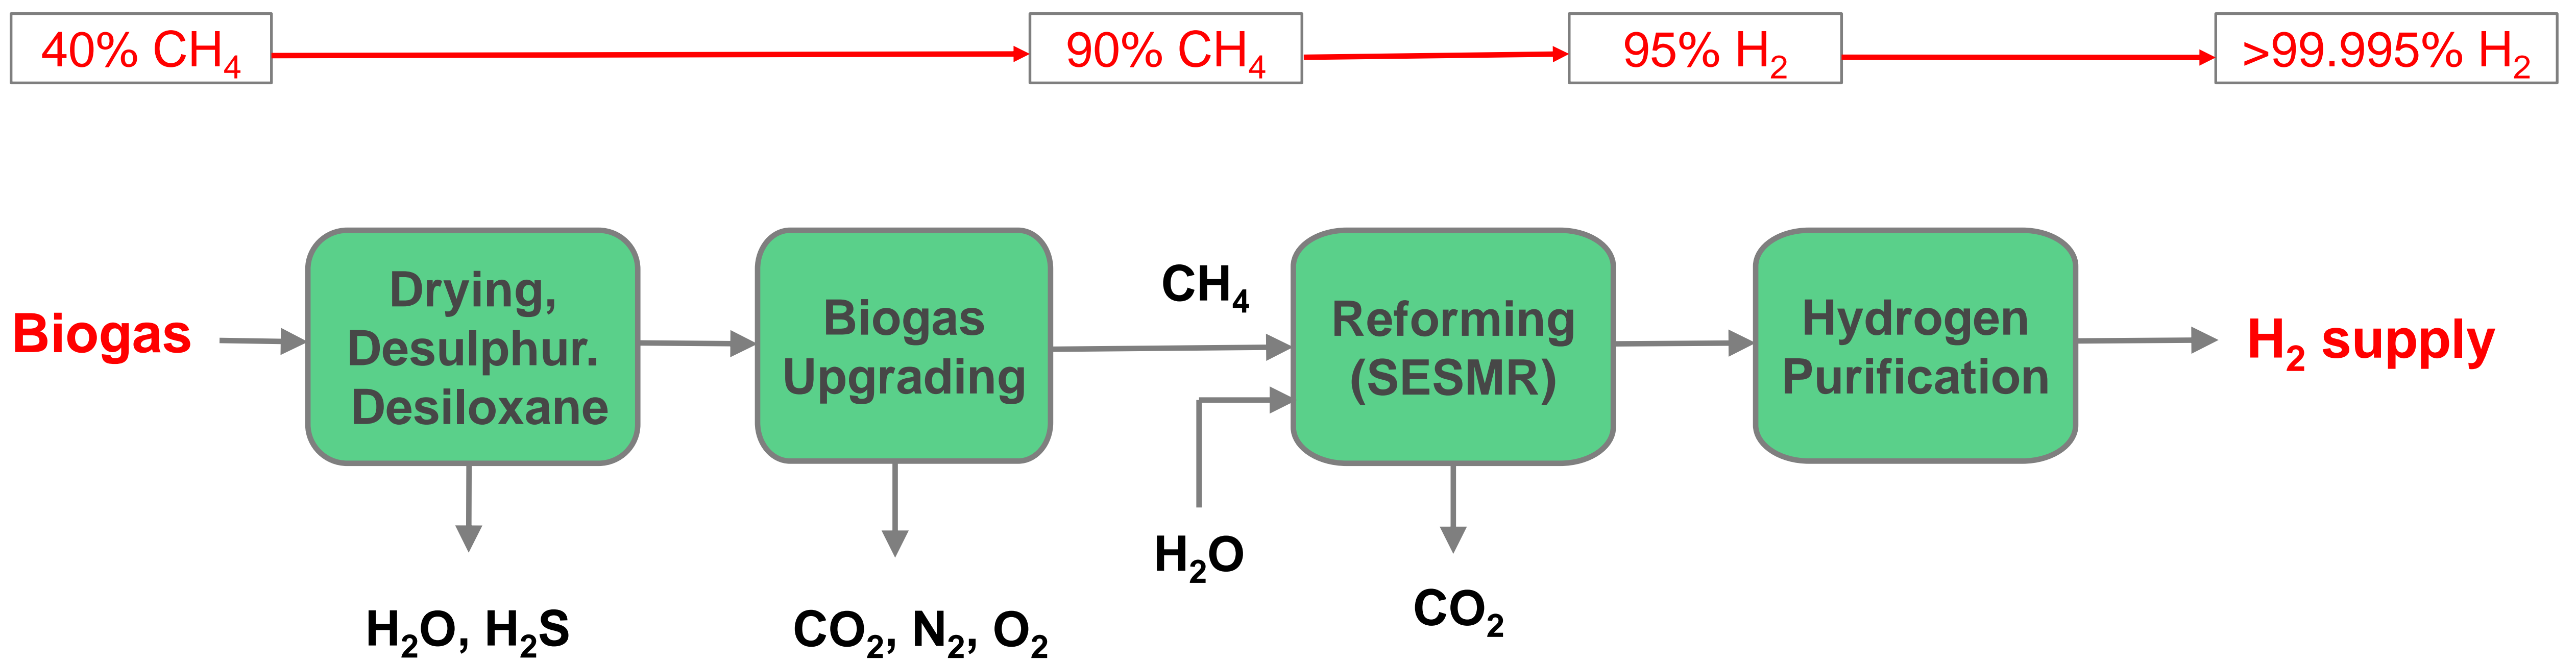 40% CH₄
90% CH₄
95% H₂
>99.995% H₂
Biogas
Drying,
Desulphur.
Desiloxane
Biogas
Upgrading
CH₄
Reforming
(SESMR)
Hydrogen
Purification
H₂ supply
H₂O
H₂O, H₂S
CO₂, N₂, O₂
CO₂